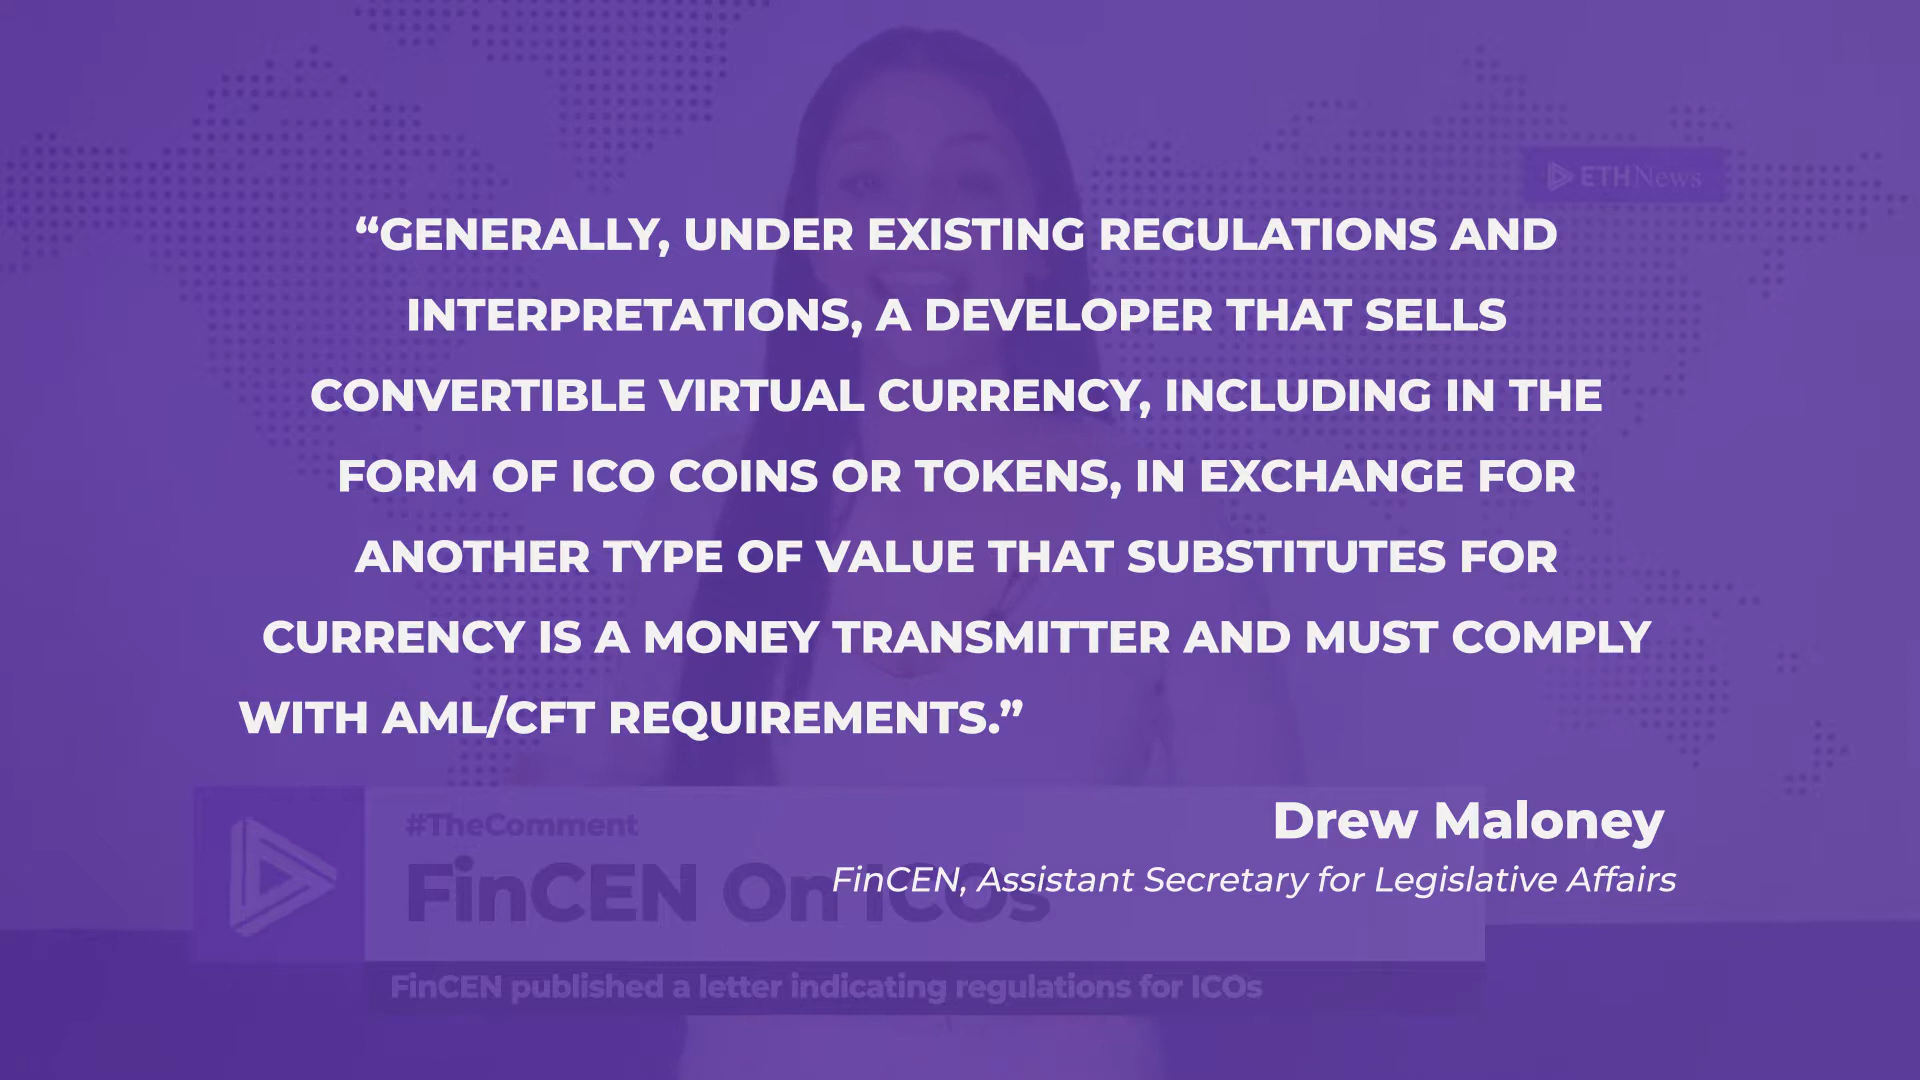 ETHNews
“GENERALLY, UNDER EXISTING REGULATIONS AND
INTERPRETATIONS, A DEVELOPER THAT SELLS
CONVERTIBLE VIRTUAL CURRENCY, INCLUDING IN THE
FORM OF ICO COINS OR TOKENS, IN EXCHANGE FOR
ANOTHER TYPE OF VALUE THAT SUBSTITUTES FOR
CURRENCY IS A MONEY TRANSMITTER AND MUST COMPLY
WITH AML/CFT REQUIREMENTS.”
Drew Maloney
FinCEN, Assistant Secretary for Legislative Affairs
#TheComment
FinCEN On ICOs
FinCEN published a letter indicating regulations for ICOs